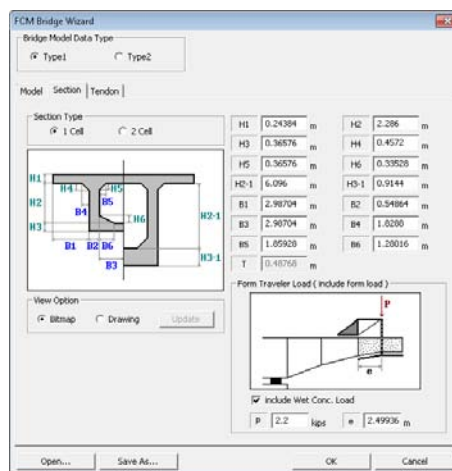 FCM Bridge Wizard
Bridge Model Data Type
Type1 Type2
Model Section Tendon
Section Type
1 Cell 2 Cell
H1
H4 H5
H2 B5
B4 H6 H2-1
H3
B1 B2 B6
B3 H3-1
View Option
Bitmap Drawing Update
H1 0.24384 m H2 2.286 m
H3 0.36576 m H4 0.4572 m
H5 0.36576 m H6 0.33528 m
H2-1 6.096 m H3-1 0.9144 m
B1 2.98704 m B2 0.54864 m
B3 2.98704 m B4 1.8288 m
B5 1.85928 m B6 1.28016 m
T 0.48768 m
Form Traveler Load ( include form load )
P
e
include Wet Conc. Load
P 2.2 kips e 2.49936 m
Open... Save As... OK Cancel